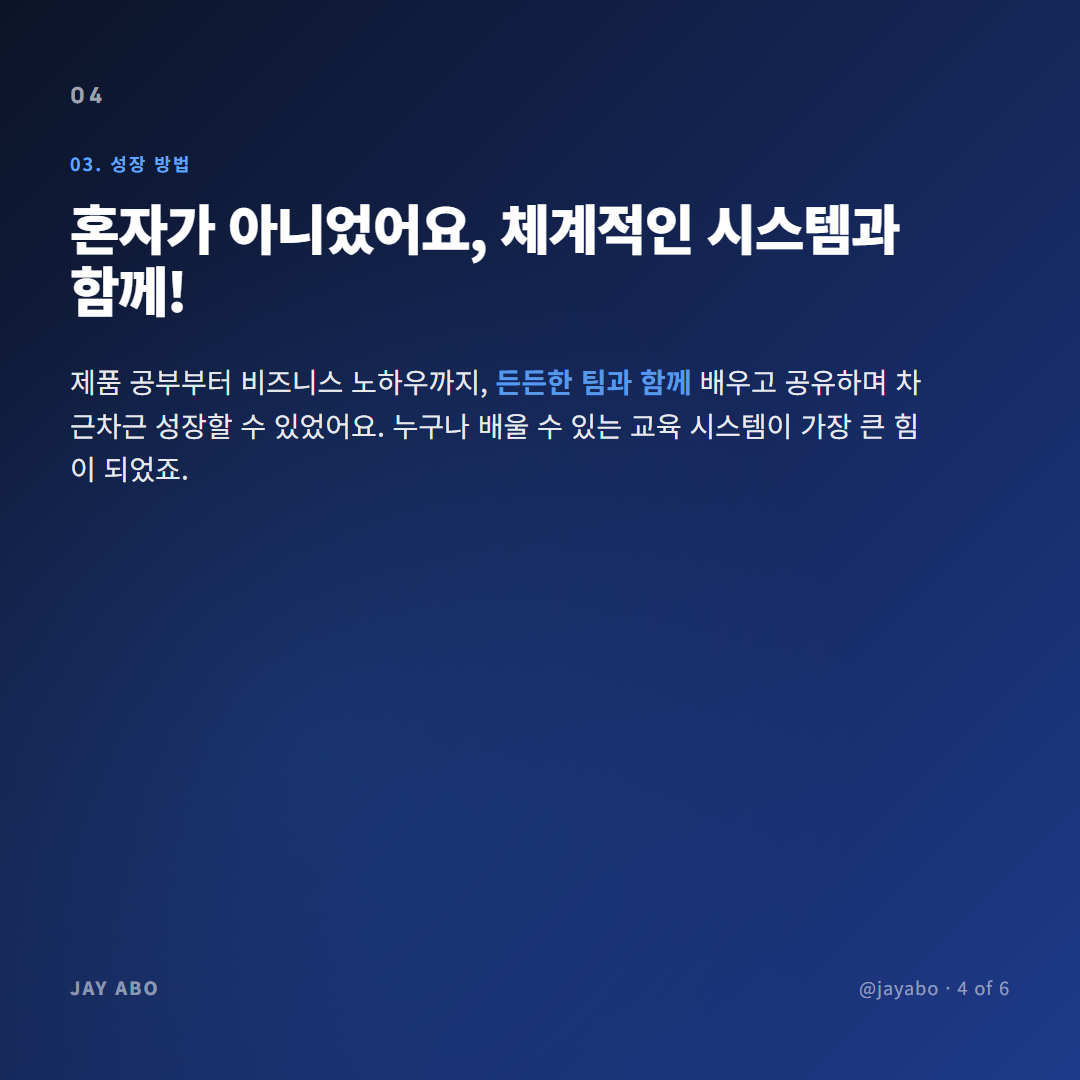 04
03. 성장 방법
혼자가 아니었어요, 체계적인 시스템과
함께!
제품 공부부터 비즈니스 노하우까지, 든든한 팀과 함께 배우고 공유하며 차
근차근 성장할 수 있었어요. 누구나 배울 수 있는 교육 시스템이 가장 큰 힘
이 되었죠.
JAY ABO
@jayabo · 4 of 6